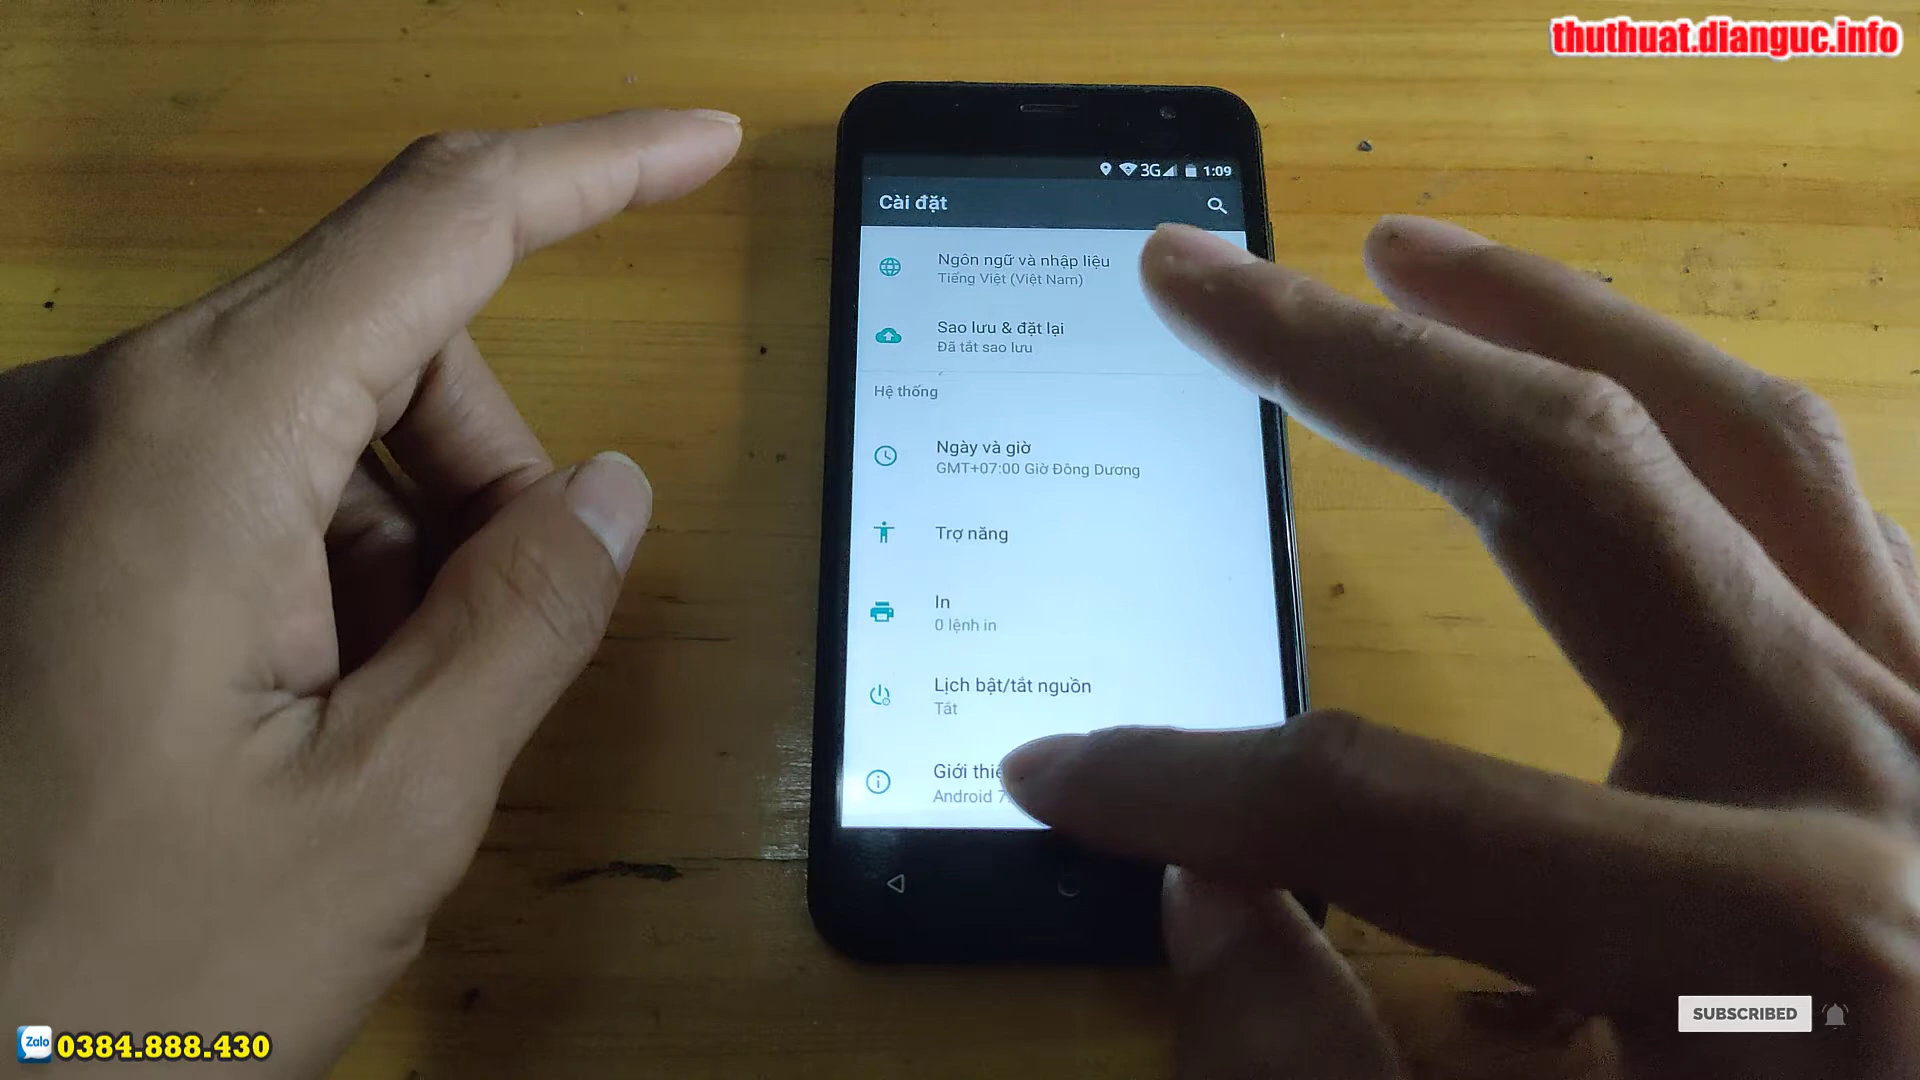 thuthuat.dianguc.info
3G 1:09
Cài đặt
Ngôn ngữ và nhập liệu
Tiếng Việt (Việt Nam)
Sao lưu & đặt lại
Đã tắt sao lưu
Hệ thống
Ngày và giờ
GMT+07:00 Giờ Đông Dương
Trợ năng
In
0 lệnh in
Lịch bật/tắt nguồn
Tắt
Giới
Android
SUBSCRIBED
Zalo 0384.888.430